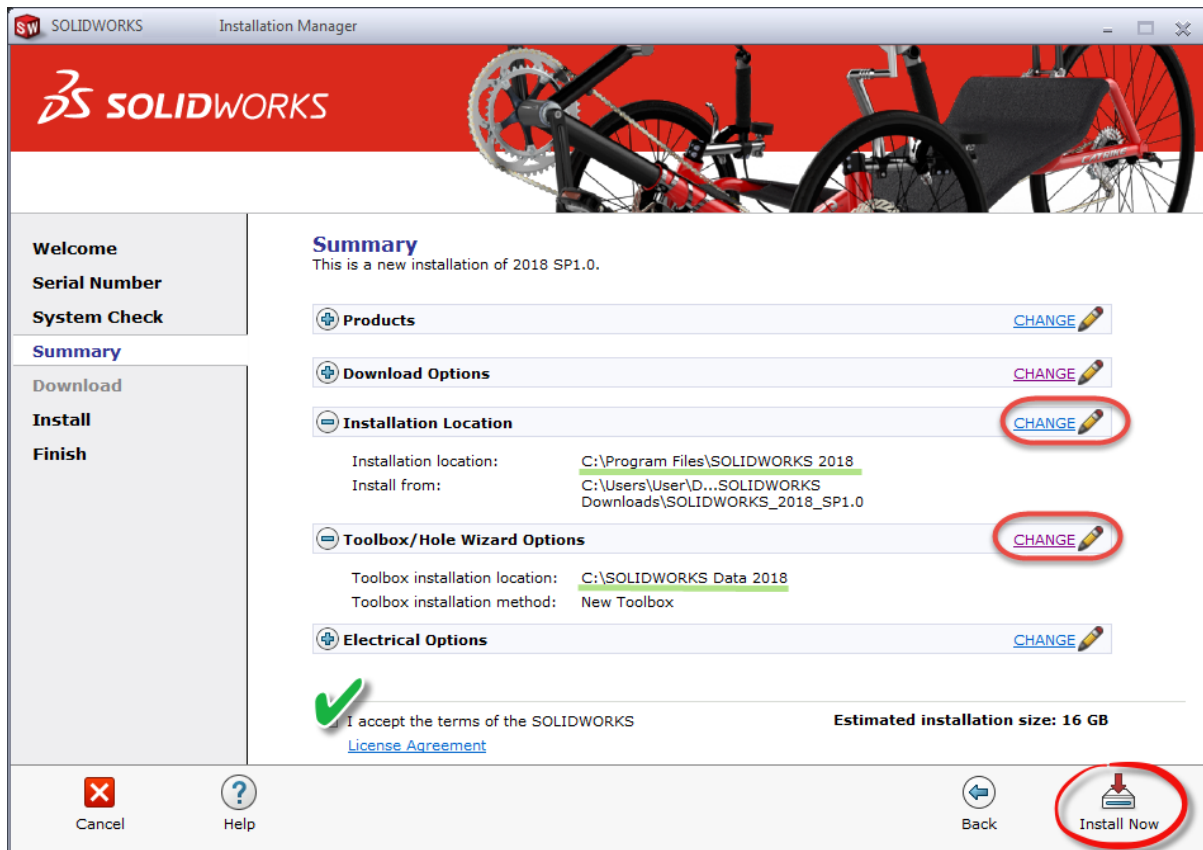 SW SOLIDWORKS Installation Manager
3S SOLIDWORKS
CATRIKE
Welcome
Serial Number
System Check
Summary
Download
Install
Finish
Summary
This is a new installation of 2018 SP1.0.
Products CHANGE
Download Options CHANGE
Installation Location CHANGE
Installation location: C:\Program Files\SOLIDWORKS 2018
Install from: C:\Users\User\D...SOLIDWORKS
Downloads\SOLIDWORKS_2018_SP1.0
Toolbox/Hole Wizard Options CHANGE
Toolbox installation location: C:\SOLIDWORKS Data 2018
Toolbox installation method: New Toolbox
Electrical Options CHANGE
I accept the terms of the SOLIDWORKS Estimated installation size: 16 GB
License Agreement
Cancel Help Back Install Now